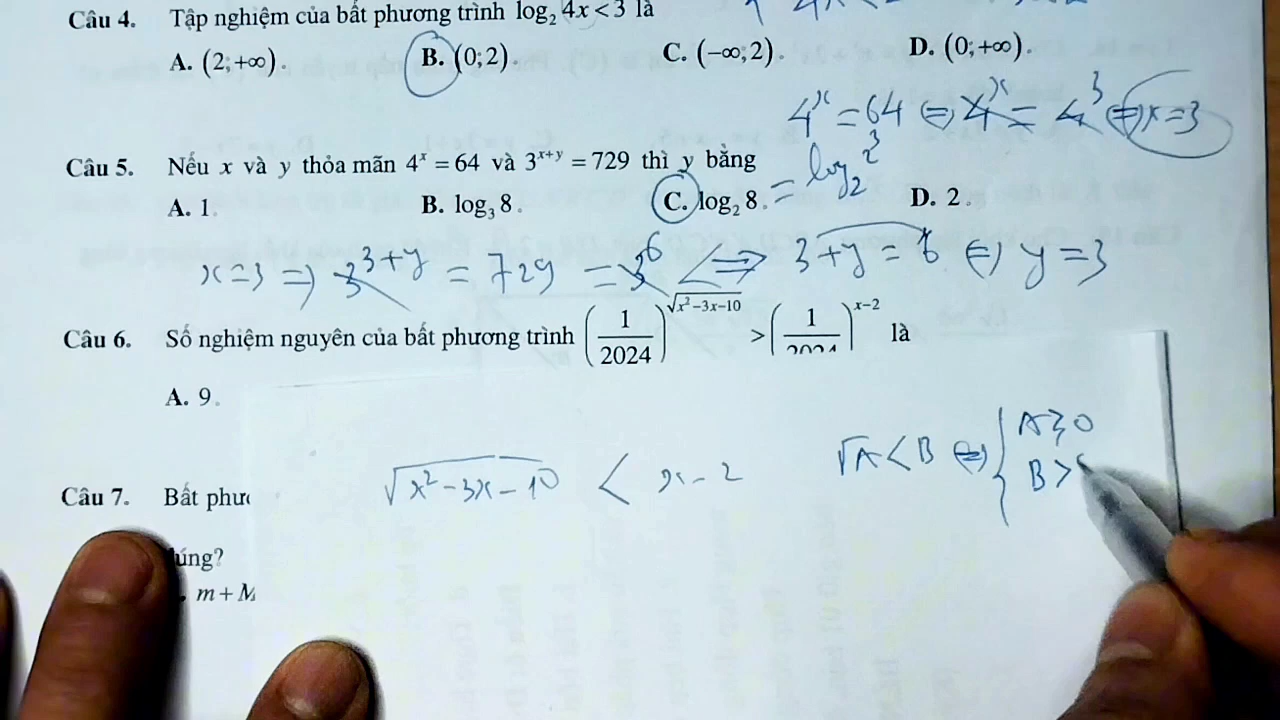 Câu 4. Tập nghiệm của bất phương trình log₂ 4x < 3 là
A. (2;+∞). B. (0;2). C. (−∞;2). D. (0;+∞).
4ˣ = 64 ⇔ 4ˣ = 4³ ⇔ x = 3
Câu 5. Nếu x và y thỏa mãn 4ˣ = 64 và 3ˣ⁺ʸ = 729 thì y bằng
A. 1. B. log₃ 8. C. log₂ 8. = log₂ 2³ D. 2.
x = 3 ⇒ 3³⁺ʸ = 729 = 3⁶ ⇔ 3 + y = 6 ⇔ y = 3
Câu 6. Số nghiệm nguyên của bất phương trình (1/2024)^√(x²−3x−10) > (1/2024)^(x−2) là
A. 9.
√(x² − 3x − 10) < x − 2 √A < B ⇔ { A ≥ 0
B >
Câu 7. Bất phươ
úng?
m + M